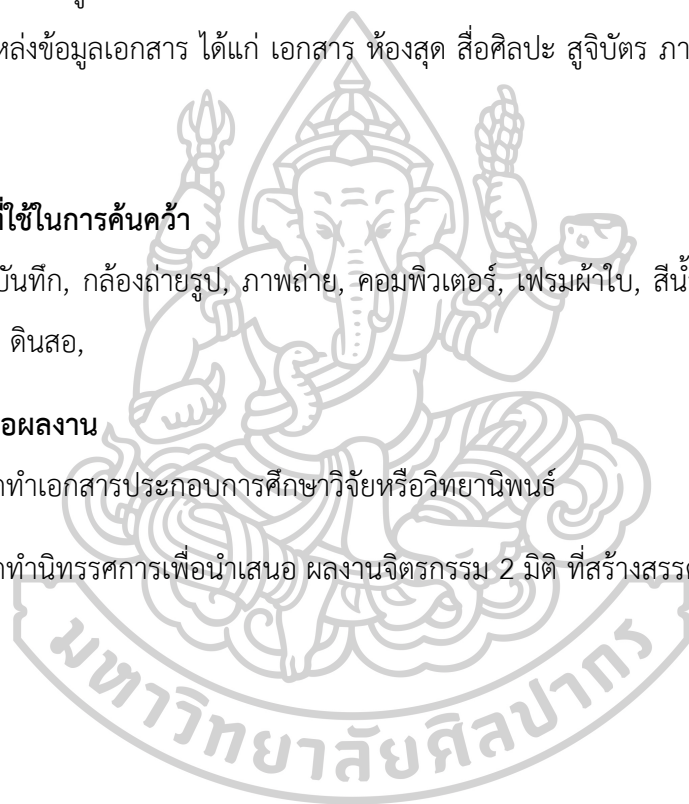 หล่งข้อมูลเอกสาร ได้แก่ เอกสาร ห้องสุด สื่อศิลปะ สูจิบัตร ภา
ที่ใช้ในการค้นคว้า
บันทึก, กล้องถ่ายรูป, ภาพถ่าย, คอมพิวเตอร์, เฟรมผ้าใบ, สีน้ำ
ดินสอ,
อผลงาน
ทำเอกสารประกอบการศึกษาวิจัยหรือวิทยานิพนธ์
ทำนิทรรศการเพื่อนำเสนอ ผลงานจิตรกรรม 2 มิติ ที่สร้างสรรค
มหาวิทยาลัยศิลปากร